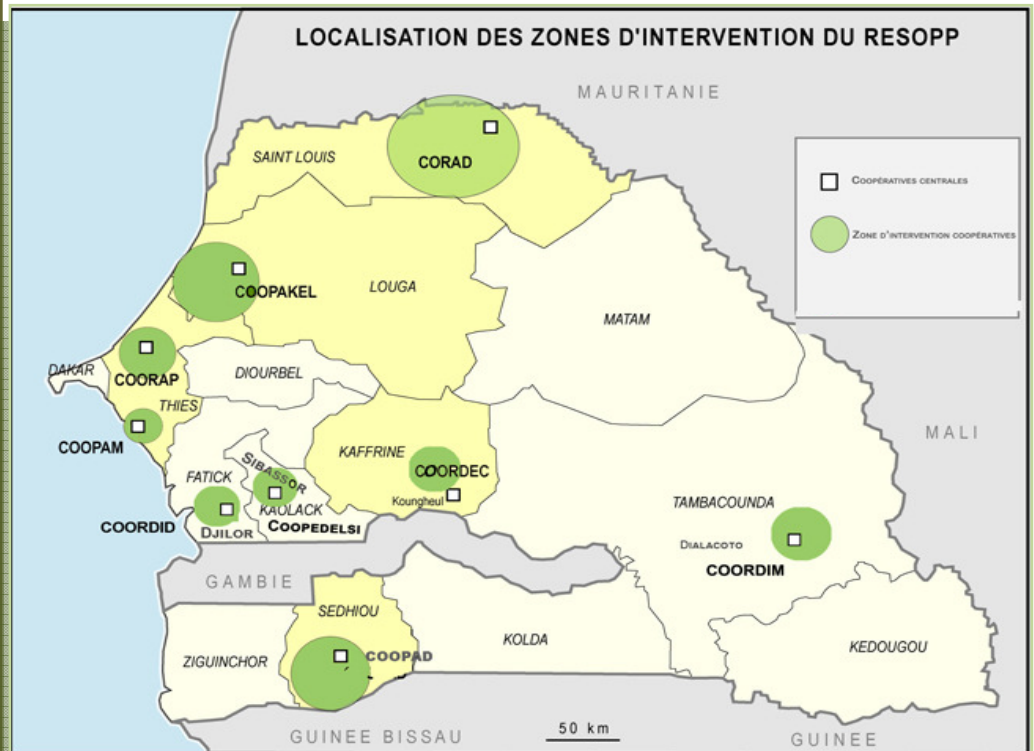 LOCALISATION DES ZONES D'INTERVENTION DU RESOPP
MAURITANIE
SAINT LOUIS
CORAD
COOPÉRATIVES CENTRALES
ZONE D'INTERVENTION COOPÉRATIVES
COOPAKEL
LOUGA
MATAM
DAKAR
COORAP
DIOURBEL
THIES
COOPAM
MALI
KAFFRINE
COORDEC
SIBASSOR
FATICK
Koungheul
KAOLACK
TAMBACOUNDA
COORDID
DJILOR
COOPEDELSI
DIALACOTO
COORDIM
GAMBIE
SEDHIOU
KOLDA
KEDOUGOU
ZIGUINCHOR
COOPAD
50 km
GUINEE BISSAU
GUINEE